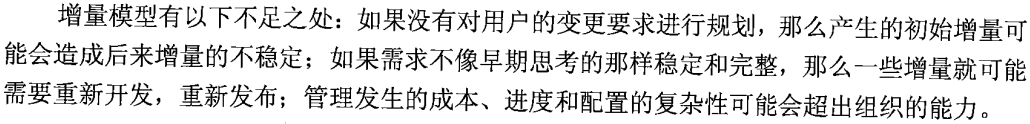 增量模型有以下不足之处：如果没有对用户的变更要求进行规划，那么产生的初始增量可
能会造成后来增量的不稳定；如果需求不像早期思考的那样稳定和完整，那么一些增量就可能
需要重新开发，重新发布；管理发生的成本、进度和配置的复杂性可能会超出组织的能力。